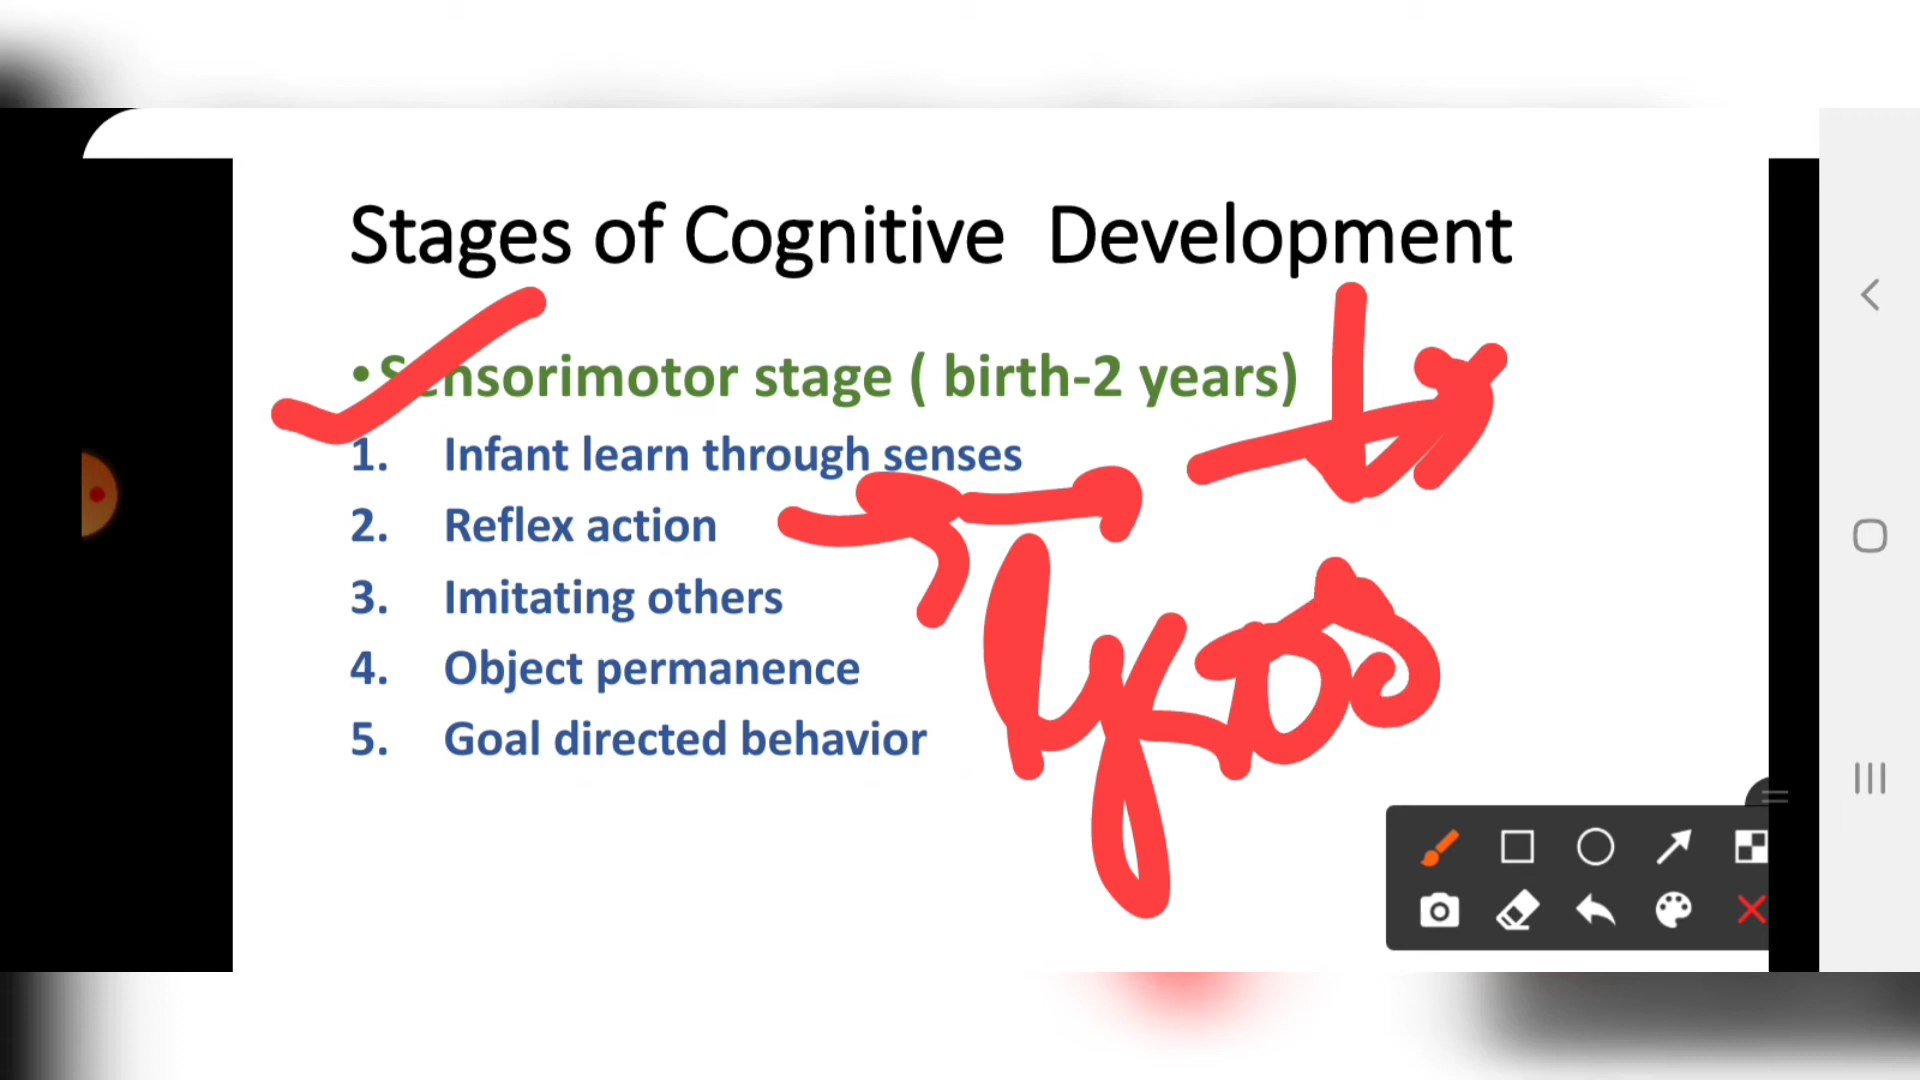 Stages of Cognitive Development
•Sensorimotor stage ( birth-2 years)
1. Infant learn through senses
2. Reflex action
3. Imitating others
4. Object permanence
5. Goal directed behavior